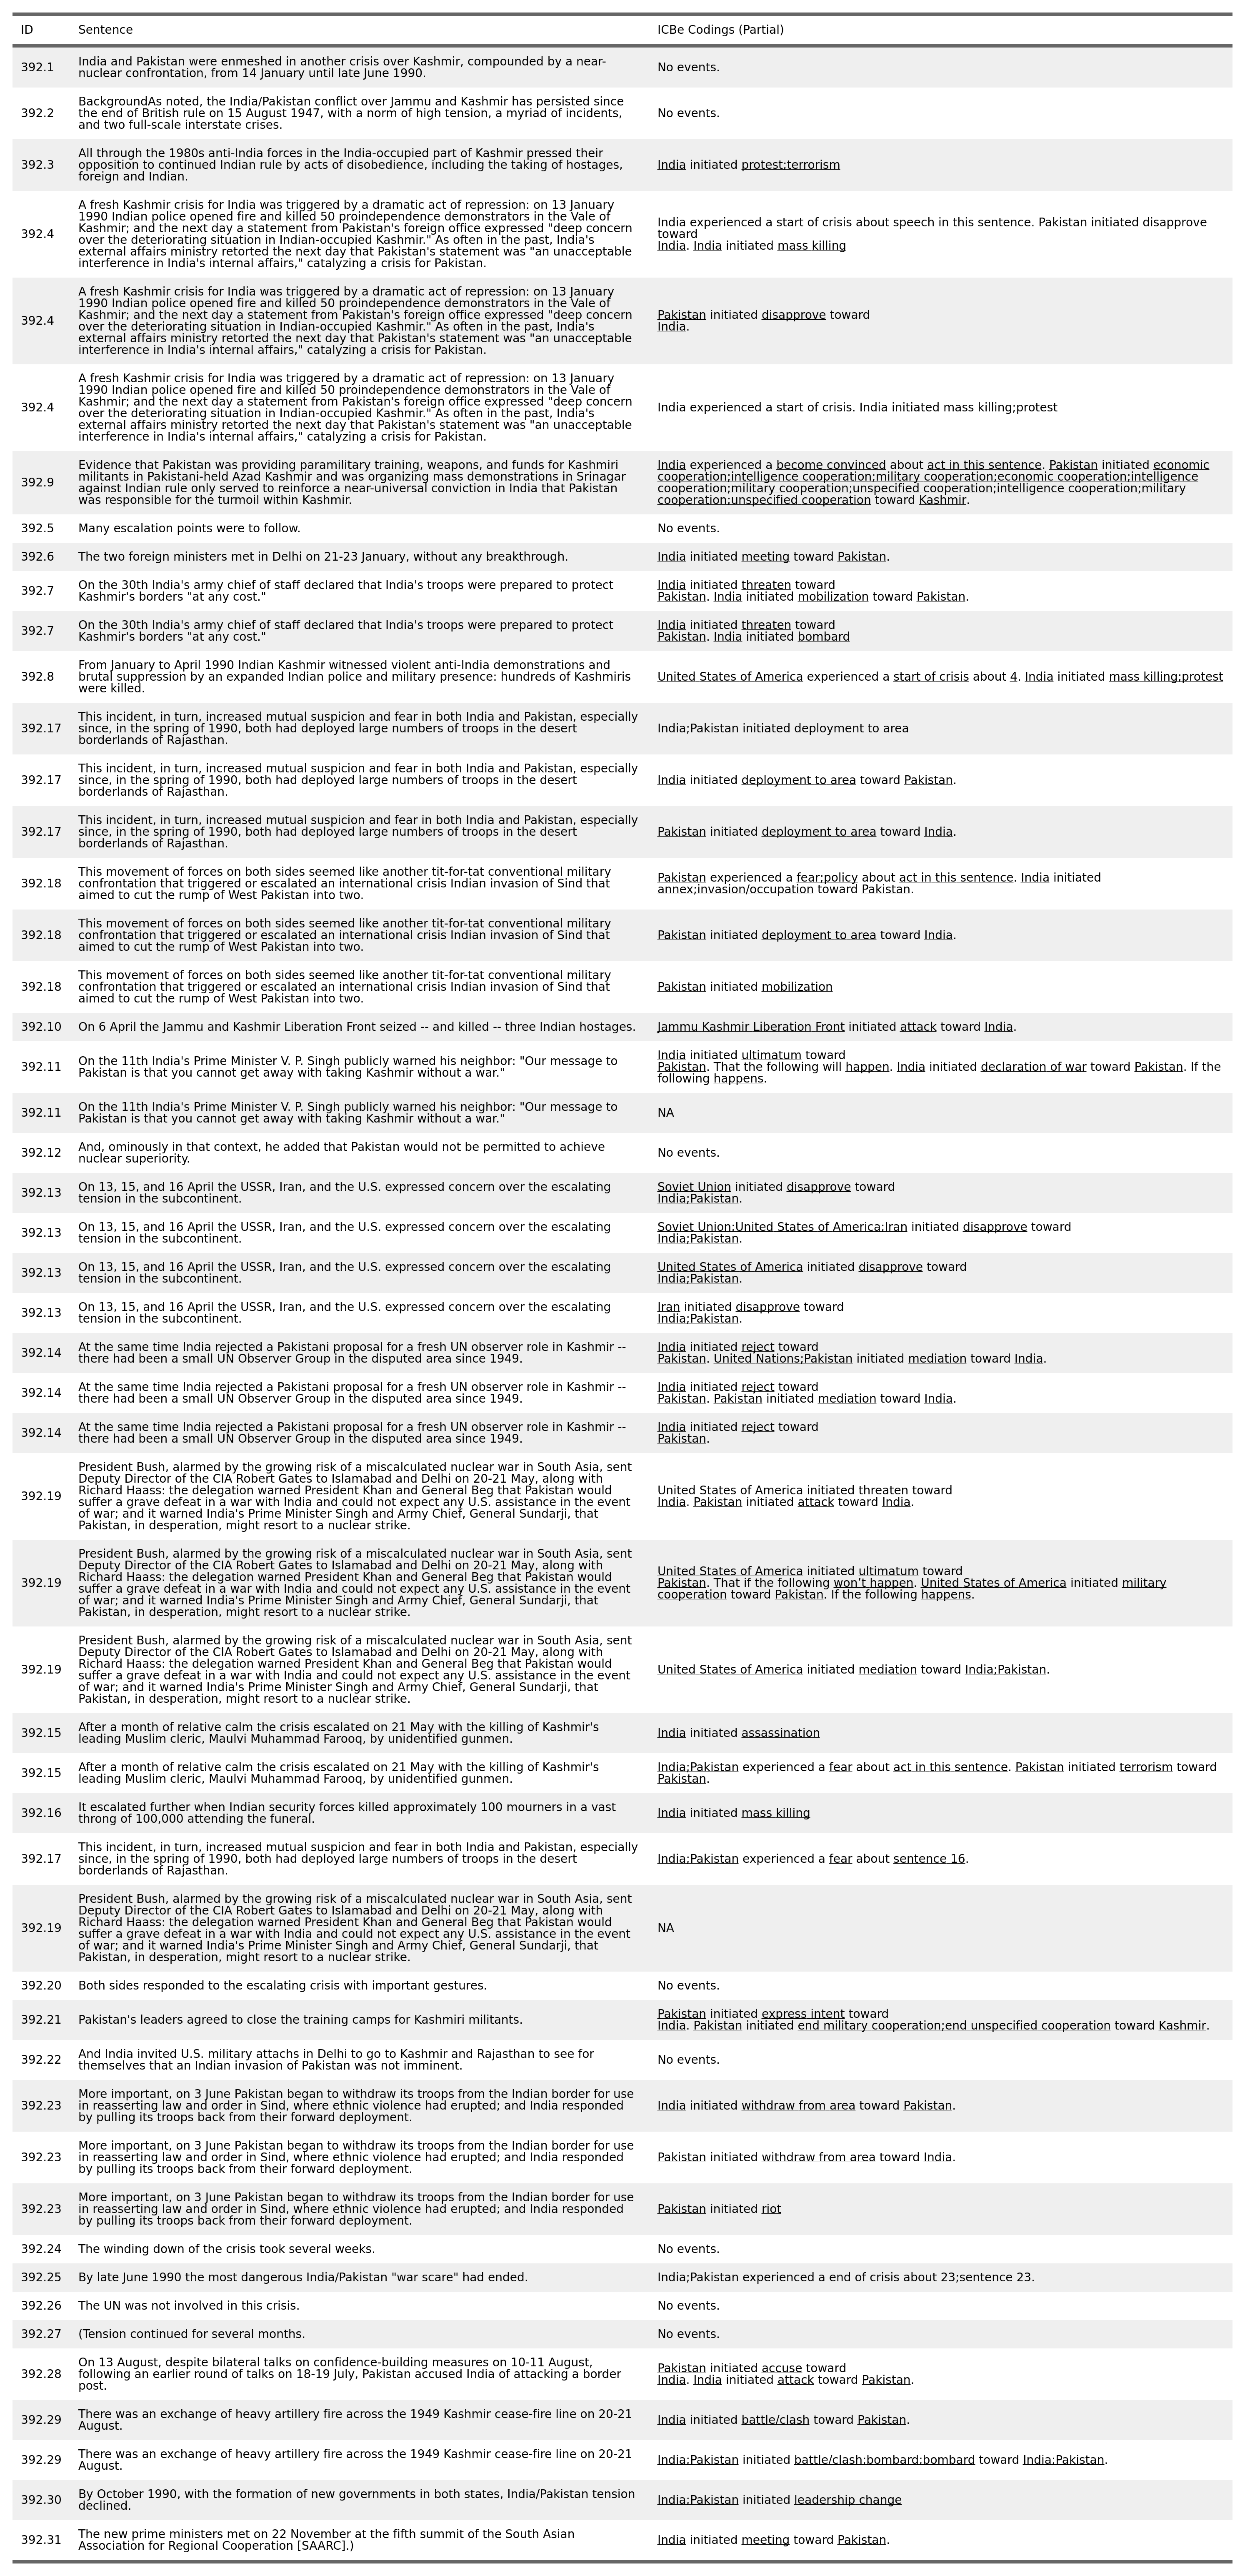 ID
Sentence
ICBe Codings (Partial)
392.1
India and Pakistan were enmeshed in another crisis over Kashmir, compounded by a near-
nuclear confrontation, from 14 January until late June 1990.
No events.
392.2
BackgroundAs noted, the India/Pakistan conflict over Jammu and Kashmir has persisted since
the end of British rule on 15 August 1947, with a norm of high tension, a myriad of incidents,
and two full-scale interstate crises.
No events.
392.3
All through the 1980s anti-India forces in the India-occupied part of Kashmir pressed their
opposition to continued Indian rule by acts of disobedience, including the taking of hostages,
foreign and Indian.
India initiated protest;terrorism
392.4
A fresh Kashmir crisis for India was triggered by a dramatic act of repression: on 13 January
1990 Indian police opened fire and killed 50 proindependence demonstrators in the Vale of
Kashmir; and the next day a statement from Pakistan's foreign office expressed "deep concern
over the deteriorating situation in Indian-occupied Kashmir." As often in the past, India's
external affairs ministry retorted the next day that Pakistan's statement was "an unacceptable
interference in India's internal affairs," catalyzing a crisis for Pakistan.
India experienced a start of crisis about speech in this sentence. Pakistan initiated disapprove
toward
India. India initiated mass killing
392.4
A fresh Kashmir crisis for India was triggered by a dramatic act of repression: on 13 January
1990 Indian police opened fire and killed 50 proindependence demonstrators in the Vale of
Kashmir; and the next day a statement from Pakistan's foreign office expressed "deep concern
over the deteriorating situation in Indian-occupied Kashmir." As often in the past, India's
external affairs ministry retorted the next day that Pakistan's statement was "an unacceptable
interference in India's internal affairs," catalyzing a crisis for Pakistan.
Pakistan initiated disapprove toward
India.
392.4
A fresh Kashmir crisis for India was triggered by a dramatic act of repression: on 13 January
1990 Indian police opened fire and killed 50 proindependence demonstrators in the Vale of
Kashmir; and the next day a statement from Pakistan's foreign office expressed "deep concern
over the deteriorating situation in Indian-occupied Kashmir." As often in the past, India's
external affairs ministry retorted the next day that Pakistan's statement was "an unacceptable
interference in India's internal affairs," catalyzing a crisis for Pakistan.
India experienced a start of crisis. India initiated mass killing;protest
392.9
Evidence that Pakistan was providing paramilitary training, weapons, and funds for Kashmiri
militants in Pakistani-held Azad Kashmir and was organizing mass demonstrations in Srinagar
against Indian rule only served to reinforce a near-universal conviction in India that Pakistan
was responsible for the turmoil within Kashmir.
India experienced a become convinced about act in this sentence. Pakistan initiated economic
cooperation;intelligence cooperation;military cooperation;economic cooperation;intelligence
cooperation;military cooperation;unspecified cooperation;intelligence cooperation;military
cooperation;unspecified cooperation toward Kashmir.
392.5
Many escalation points were to follow.
No events.
392.6
The two foreign ministers met in Delhi on 21-23 January, without any breakthrough.
India initiated meeting toward Pakistan.
392.7
On the 30th India's army chief of staff declared that India's troops were prepared to protect
Kashmir's borders "at any cost."
India initiated threaten toward
Pakistan. India initiated mobilization toward Pakistan.
392.7
On the 30th India's army chief of staff declared that India's troops were prepared to protect
Kashmir's borders "at any cost."
India initiated threaten toward
Pakistan. India initiated bombard
392.8
From January to April 1990 Indian Kashmir witnessed violent anti-India demonstrations and
brutal suppression by an expanded Indian police and military presence: hundreds of Kashmiris
were killed.
United States of America experienced a start of crisis about 4. India initiated mass killing;protest
392.17
This incident, in turn, increased mutual suspicion and fear in both India and Pakistan, especially
since, in the spring of 1990, both had deployed large numbers of troops in the desert
borderlands of Rajasthan.
India;Pakistan initiated deployment to area
392.17
This incident, in turn, increased mutual suspicion and fear in both India and Pakistan, especially
since, in the spring of 1990, both had deployed large numbers of troops in the desert
borderlands of Rajasthan.
India initiated deployment to area toward Pakistan.
392.17
This incident, in turn, increased mutual suspicion and fear in both India and Pakistan, especially
since, in the spring of 1990, both had deployed large numbers of troops in the desert
borderlands of Rajasthan.
Pakistan initiated deployment to area toward India.
392.18
This movement of forces on both sides seemed like another tit-for-tat conventional military
confrontation that triggered or escalated an international crisis Indian invasion of Sind that
aimed to cut the rump of West Pakistan into two.
Pakistan experienced a fear;policy about act in this sentence. India initiated
annex;invasion/occupation toward Pakistan.
392.18
This movement of forces on both sides seemed like another tit-for-tat conventional military
confrontation that triggered or escalated an international crisis Indian invasion of Sind that
aimed to cut the rump of West Pakistan into two.
Pakistan initiated deployment to area toward India.
392.18
This movement of forces on both sides seemed like another tit-for-tat conventional military
confrontation that triggered or escalated an international crisis Indian invasion of Sind that
aimed to cut the rump of West Pakistan into two.
Pakistan initiated mobilization
392.10
On 6 April the Jammu and Kashmir Liberation Front seized -- and killed -- three Indian hostages.
Jammu Kashmir Liberation Front initiated attack toward India.
392.11
On the 11th India's Prime Minister V. P. Singh publicly warned his neighbor: "Our message to
Pakistan is that you cannot get away with taking Kashmir without a war."
India initiated ultimatum toward
Pakistan. That the following will happen. India initiated declaration of war toward Pakistan. If the
following happens.
392.11
On the 11th India's Prime Minister V. P. Singh publicly warned his neighbor: "Our message to
Pakistan is that you cannot get away with taking Kashmir without a war."
NA
392.12
And, ominously in that context, he added that Pakistan would not be permitted to achieve
nuclear superiority.
No events.
392.13
On 13, 15, and 16 April the USSR, Iran, and the U.S. expressed concern over the escalating
tension in the subcontinent.
Soviet Union initiated disapprove toward
India;Pakistan.
392.13
On 13, 15, and 16 April the USSR, Iran, and the U.S. expressed concern over the escalating
tension in the subcontinent.
Soviet Union;United States of America;Iran initiated disapprove toward
India;Pakistan.
392.13
On 13, 15, and 16 April the USSR, Iran, and the U.S. expressed concern over the escalating
tension in the subcontinent.
United States of America initiated disapprove toward
India;Pakistan.
392.13
On 13, 15, and 16 April the USSR, Iran, and the U.S. expressed concern over the escalating
tension in the subcontinent.
Iran initiated disapprove toward
India;Pakistan.
392.14
At the same time India rejected a Pakistani proposal for a fresh UN observer role in Kashmir --
there had been a small UN Observer Group in the disputed area since 1949.
India initiated reject toward
Pakistan. United Nations;Pakistan initiated mediation toward India.
392.14
At the same time India rejected a Pakistani proposal for a fresh UN observer role in Kashmir --
there had been a small UN Observer Group in the disputed area since 1949.
India initiated reject toward
Pakistan. Pakistan initiated mediation toward India.
392.14
At the same time India rejected a Pakistani proposal for a fresh UN observer role in Kashmir --
there had been a small UN Observer Group in the disputed area since 1949.
India initiated reject toward
Pakistan.
392.19
President Bush, alarmed by the growing risk of a miscalculated nuclear war in South Asia, sent
Deputy Director of the CIA Robert Gates to Islamabad and Delhi on 20-21 May, along with
Richard Haass: the delegation warned President Khan and General Beg that Pakistan would
suffer a grave defeat in a war with India and could not expect any U.S. assistance in the event
of war; and it warned India's Prime Minister Singh and Army Chief, General Sundarji, that
Pakistan, in desperation, might resort to a nuclear strike.
United States of America initiated threaten toward
India. Pakistan initiated attack toward India.
392.19
President Bush, alarmed by the growing risk of a miscalculated nuclear war in South Asia, sent
Deputy Director of the CIA Robert Gates to Islamabad and Delhi on 20-21 May, along with
Richard Haass: the delegation warned President Khan and General Beg that Pakistan would
suffer a grave defeat in a war with India and could not expect any U.S. assistance in the event
of war; and it warned India's Prime Minister Singh and Army Chief, General Sundarji, that
Pakistan, in desperation, might resort to a nuclear strike.
United States of America initiated ultimatum toward
Pakistan. That if the following won’t happen. United States of America initiated military
cooperation toward Pakistan. If the following happens.
392.19
President Bush, alarmed by the growing risk of a miscalculated nuclear war in South Asia, sent
Deputy Director of the CIA Robert Gates to Islamabad and Delhi on 20-21 May, along with
Richard Haass: the delegation warned President Khan and General Beg that Pakistan would
suffer a grave defeat in a war with India and could not expect any U.S. assistance in the event
of war; and it warned India's Prime Minister Singh and Army Chief, General Sundarji, that
Pakistan, in desperation, might resort to a nuclear strike.
United States of America initiated mediation toward India;Pakistan.
392.15
After a month of relative calm the crisis escalated on 21 May with the killing of Kashmir's
leading Muslim cleric, Maulvi Muhammad Farooq, by unidentified gunmen.
India initiated assassination
392.15
After a month of relative calm the crisis escalated on 21 May with the killing of Kashmir's
leading Muslim cleric, Maulvi Muhammad Farooq, by unidentified gunmen.
India;Pakistan experienced a fear about act in this sentence. Pakistan initiated terrorism toward
Pakistan.
392.16
It escalated further when Indian security forces killed approximately 100 mourners in a vast
throng of 100,000 attending the funeral.
India initiated mass killing
392.17
This incident, in turn, increased mutual suspicion and fear in both India and Pakistan, especially
since, in the spring of 1990, both had deployed large numbers of troops in the desert
borderlands of Rajasthan.
India;Pakistan experienced a fear about sentence 16.
392.19
President Bush, alarmed by the growing risk of a miscalculated nuclear war in South Asia, sent
Deputy Director of the CIA Robert Gates to Islamabad and Delhi on 20-21 May, along with
Richard Haass: the delegation warned President Khan and General Beg that Pakistan would
suffer a grave defeat in a war with India and could not expect any U.S. assistance in the event
of war; and it warned India's Prime Minister Singh and Army Chief, General Sundarji, that
Pakistan, in desperation, might resort to a nuclear strike.
NA
392.20
Both sides responded to the escalating crisis with important gestures.
No events.
392.21
Pakistan's leaders agreed to close the training camps for Kashmiri militants.
Pakistan initiated express intent toward
India. Pakistan initiated end military cooperation;end unspecified cooperation toward Kashmir.
392.22
And India invited U.S. military attachs in Delhi to go to Kashmir and Rajasthan to see for
themselves that an Indian invasion of Pakistan was not imminent.
No events.
392.23
More important, on 3 June Pakistan began to withdraw its troops from the Indian border for use
in reasserting law and order in Sind, where ethnic violence had erupted; and India responded
by pulling its troops back from their forward deployment.
India initiated withdraw from area toward Pakistan.
392.23
More important, on 3 June Pakistan began to withdraw its troops from the Indian border for use
in reasserting law and order in Sind, where ethnic violence had erupted; and India responded
by pulling its troops back from their forward deployment.
Pakistan initiated withdraw from area toward India.
392.23
More important, on 3 June Pakistan began to withdraw its troops from the Indian border for use
in reasserting law and order in Sind, where ethnic violence had erupted; and India responded
by pulling its troops back from their forward deployment.
Pakistan initiated riot
392.24
The winding down of the crisis took several weeks.
No events.
392.25
By late June 1990 the most dangerous India/Pakistan "war scare" had ended.
India;Pakistan experienced a end of crisis about 23;sentence 23.
392.26
The UN was not involved in this crisis.
No events.
392.27
(Tension continued for several months.
No events.
392.28
On 13 August, despite bilateral talks on confidence-building measures on 10-11 August,
following an earlier round of talks on 18-19 July, Pakistan accused India of attacking a border
post.
Pakistan initiated accuse toward
India. India initiated attack toward Pakistan.
392.29
There was an exchange of heavy artillery fire across the 1949 Kashmir cease-fire line on 20-21
August.
India initiated battle/clash toward Pakistan.
392.29
There was an exchange of heavy artillery fire across the 1949 Kashmir cease-fire line on 20-21
August.
India;Pakistan initiated battle/clash;bombard;bombard toward India;Pakistan.
392.30
By October 1990, with the formation of new governments in both states, India/Pakistan tension
declined.
India;Pakistan initiated leadership change
392.31
The new prime ministers met on 22 November at the fifth summit of the South Asian
Association for Regional Cooperation [SAARC].)
India initiated meeting toward Pakistan.